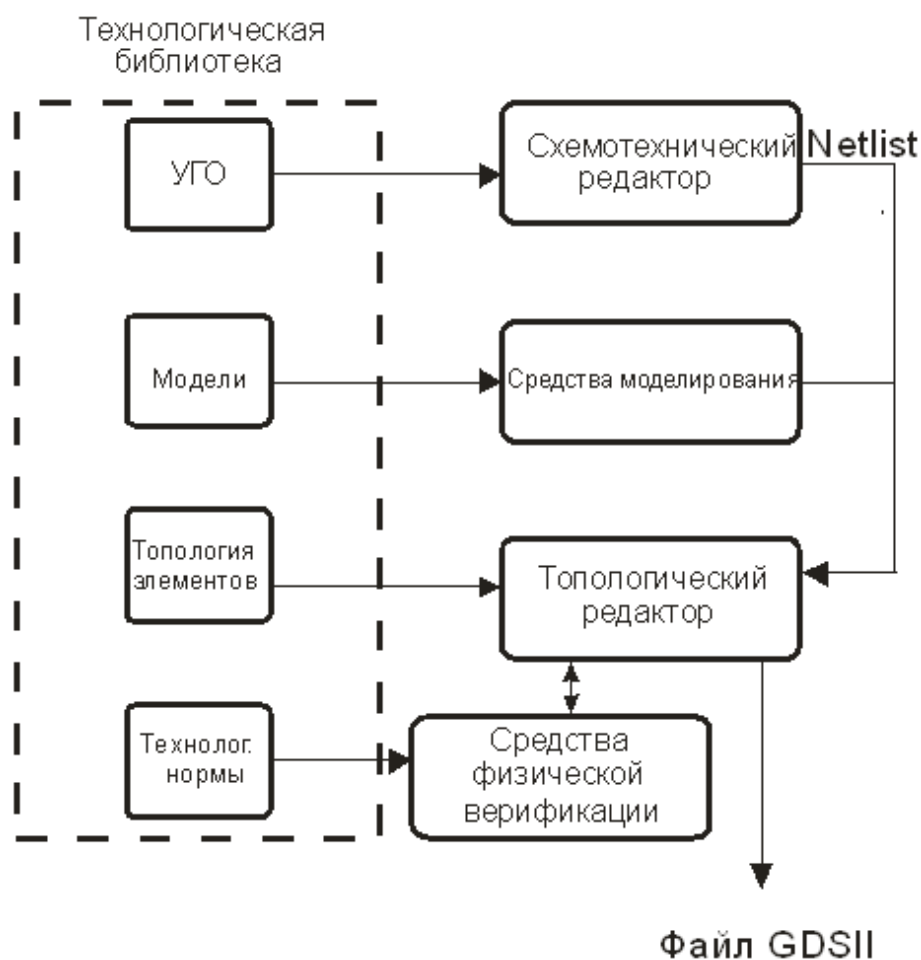 Технологическая
библиотека
УГО
Схемотехнический
редактор
Netlist
Модели
Средства моделирования
Топология
элементов
Топологический
редактор
Технолог.
нормы
Средства
физической
верификации
Файл GDSII